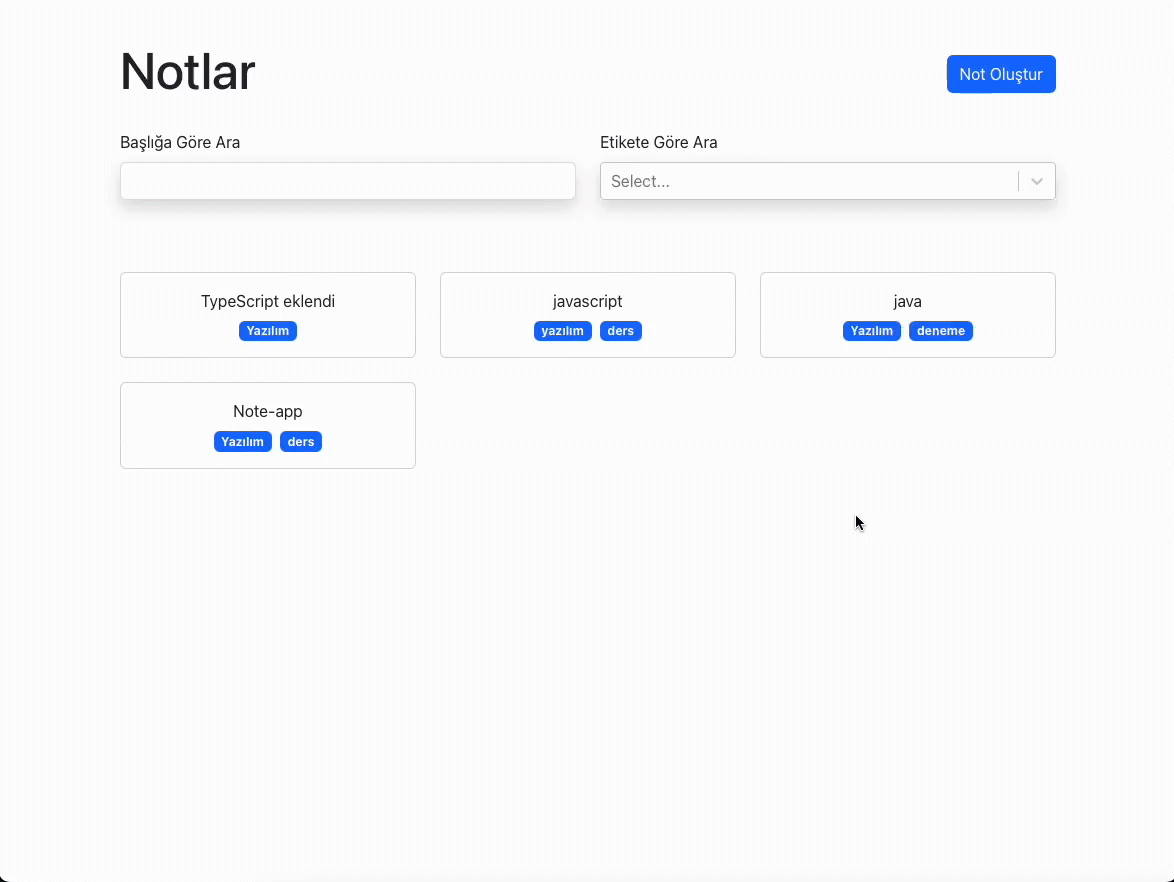 Notlar
Not Oluştur
Başlığa Göre Ara
Etikete Göre Ara
Select...
TypeScript eklendi
Yazılım
javascript
yazılım ders
java
Yazılım deneme
Note-app
Yazılım ders